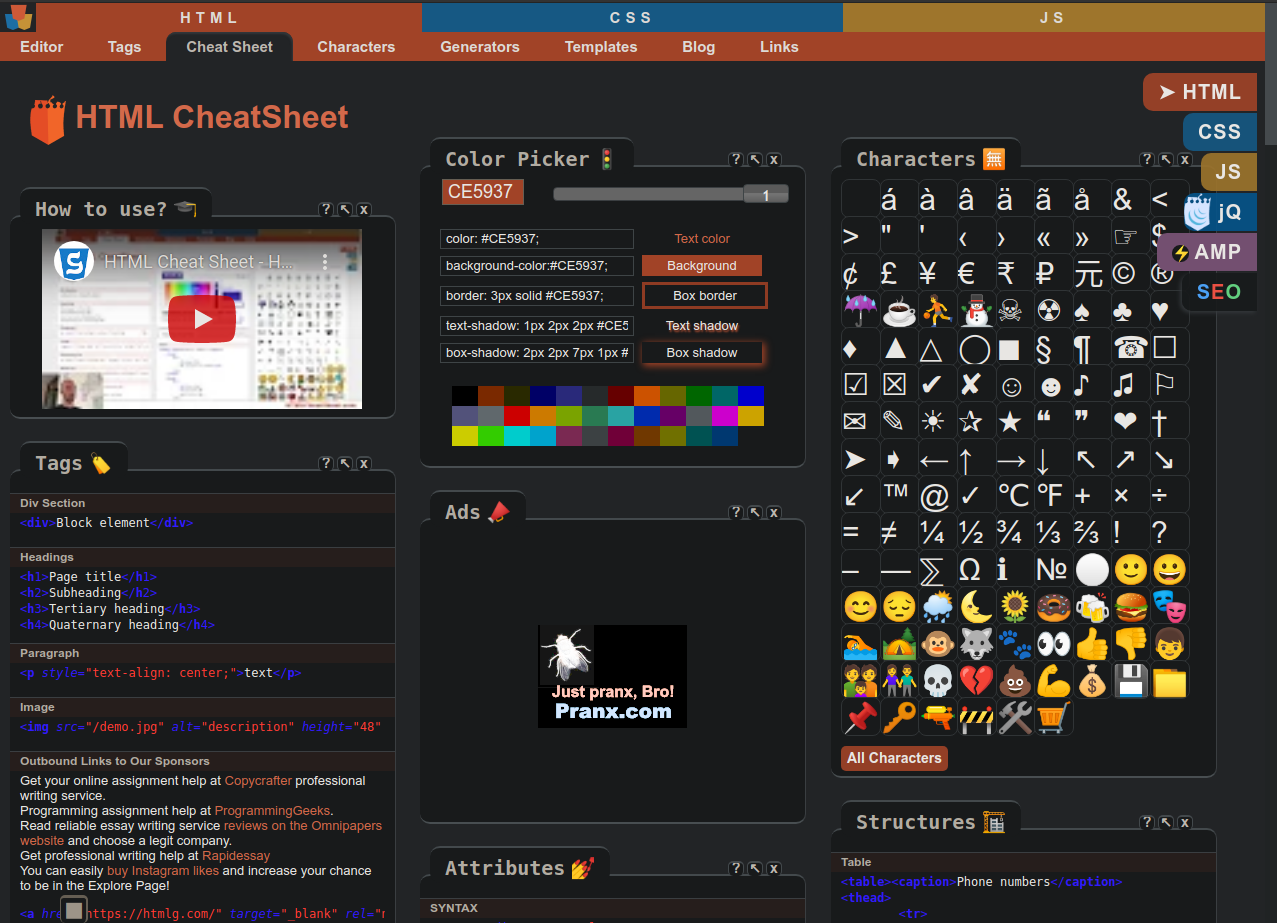 HTML
CSS
JS
Editor
Tags
Cheat Sheet
Characters
Generators
Templates
Blog
Links
HTML CheatSheet
➤ HTML
CSS
JS
jQ
AMP
SEO
How to use?
? ↖ x
HTML Cheat Sheet - H...
Tags
? ↖ x
Div Section
<div>Block element</div>
Headings
<h1>Page title</h1>
<h2>Subheading</h2>
<h3>Tertiary heading</h3>
<h4>Quaternary heading</h4>
Paragraph
<p style="text-align: center;">text</p>
Image
<img src="/demo.jpg" alt="description" height="48"
Outbound Links to Our Sponsors
Get your online assignment help at Copycrafter professional
writing service.
Programming assignment help at ProgrammingGeeks.
Read reliable essay writing service reviews on the Omnipapers
website and choose a legit company.
Get professional writing help at Rapidessay
You can easily buy Instagram likes and increase your chance
to be in the Explore Page!
<a https://htmlg.com/" target="_blank"
Color Picker
? ↖ x
CE5937
1
color: #CE5937;
Text color
background-color:#CE5937;
Background
border: 3px solid #CE5937;
Box border
text-shadow: 1px 2px 2px #CE5
Text shadow
box-shadow: 2px 2px 7px 1px #
Box shadow
Ads
? ↖ x
Just pranx, Bro!
Pranx.com
Attributes
? ↖ x
SYNTAX
Characters 無
? ↖ x
á à â ä ã å & <
> " ' ‹ › « » ☞ $
¢ £ ¥ € ₹ ₽ 元 © ®
☂ ☕ ⛹ ⛄ ☠ ☢ ♠ ♣ ♥
♦ ▲ △ ◯ ■ § ¶ ☎ ☐
☑ ☒ ✔ ✘ ☺ ☻ ♪ ♫ ⚐
✉ ✎ ☀ ✰ ★ ❝ ❞ ❤ †
➤ ➧ ← ↑ → ↓ ↖ ↗ ↘
↙ ™ @ ✓ ℃ ℉ + × ÷
= ≠ ¼ ½ ¾ ⅓ ⅔ ! ?
– — ⅀ Ω ℹ № ⚪ 🙂 😀
😊 😔 🌧 🌜 🌻 🍩 🍻 🍔 🎭
🏊 🏕 🐵 🐺 🐾 👀 👍 👎 👦
👪 👫 💀 💔 💩 💪 💰 💾 📁
📌 🔑 🔫 🚧 🛠 🛒
All Characters
Structures
? ↖ x
Table
<table><caption>Phone numbers</caption>
<thead>
<tr>